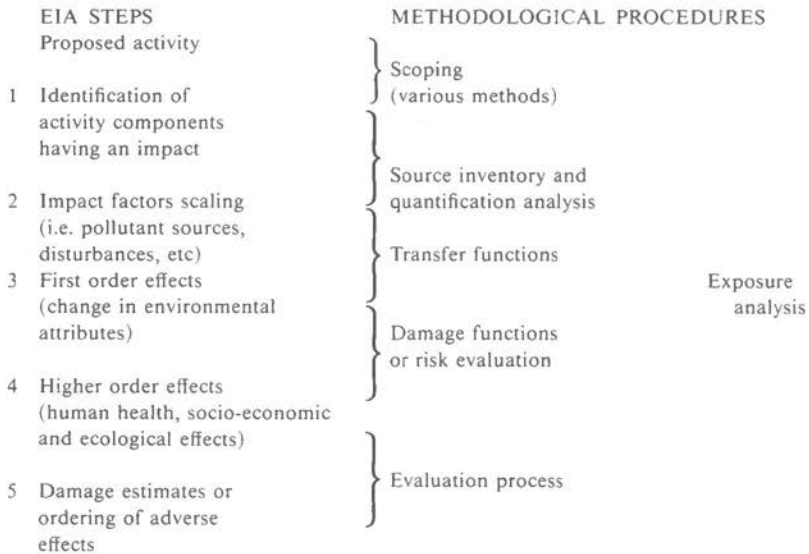 EIA STEPS
METHODOLOGICAL PROCEDURES
Proposed activity
Scoping
(various methods)
1 Identification of
activity components
having an impact
Source inventory and
quantification analysis
2 Impact factors scaling
(i.e. pollutant sources,
disturbances, etc)
Transfer functions
3 First order effects
(change in environmental
attributes)
Exposure
analysis
Damage functions
or risk evaluation
4 Higher order effects
(human health, socio-economic
and ecological effects)
Evaluation process
5 Damage estimates or
ordering of adverse
effects